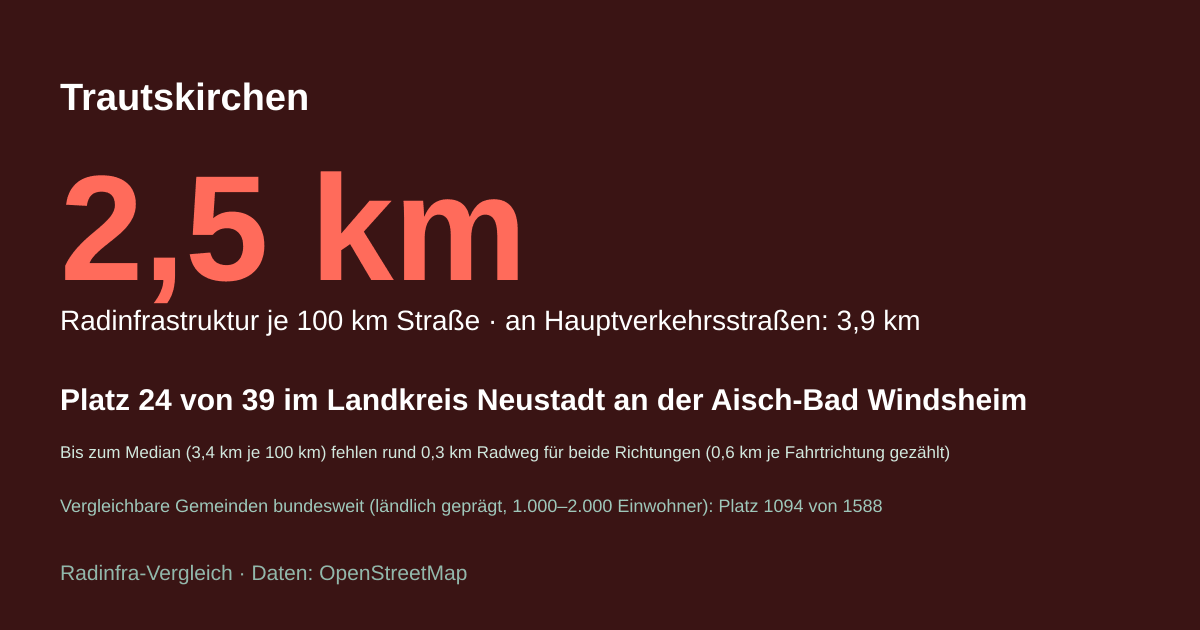 Trautskirchen
2,5 km
Radinfrastruktur je 100 km Straße · an Hauptverkehrsstraßen: 3,9 km
Platz 24 von 39 im Landkreis Neustadt an der Aisch-Bad Windsheim
Bis zum Median (3,4 km je 100 km) fehlen rund 0,3 km Radweg für beide Richtungen (0,6 km je Fahrtrichtung gezählt)
Vergleichbare Gemeinden bundesweit (ländlich geprägt, 1.000–2.000 Einwohner): Platz 1094 von 1588
Radinfra-Vergleich · Daten: OpenStreetMap